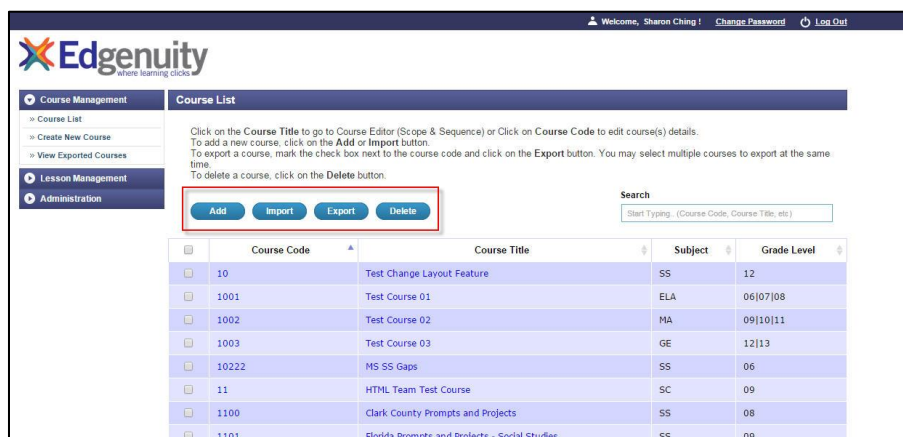 Welcome, Sharon Ching ! Change Password Log Out
Edgenuity
where learning clicks
Course Management
» Course List
» Create New Course
» View Exported Courses
Lesson Management
Administration
Course List
Click on the Course Title to go to Course Editor (Scope & Sequence) or Click on Course Code to edit course(s) details.
To add a new course, click on the Add or Import button.
To export a course, mark the check box next to the course code and click on the Export button. You may select multiple courses to export at the same
time.
To delete a course, click on the Delete button.
Add Import Export Delete
Search
Start Typing.. (Course Code, Course Title, etc)
Course Code Course Title Subject Grade Level
10 Test Change Layout Feature SS 12
1001 Test Course 01 ELA 06|07|08
1002 Test Course 02 MA 09|10|11
1003 Test Course 03 GE 12|13
10222 MS SS Gaps SS 06
11 HTML Team Test Course SC 09
1100 Clark County Prompts and Projects SS 08
1101 Florida Prompts and Projects - Social Studies SS 09